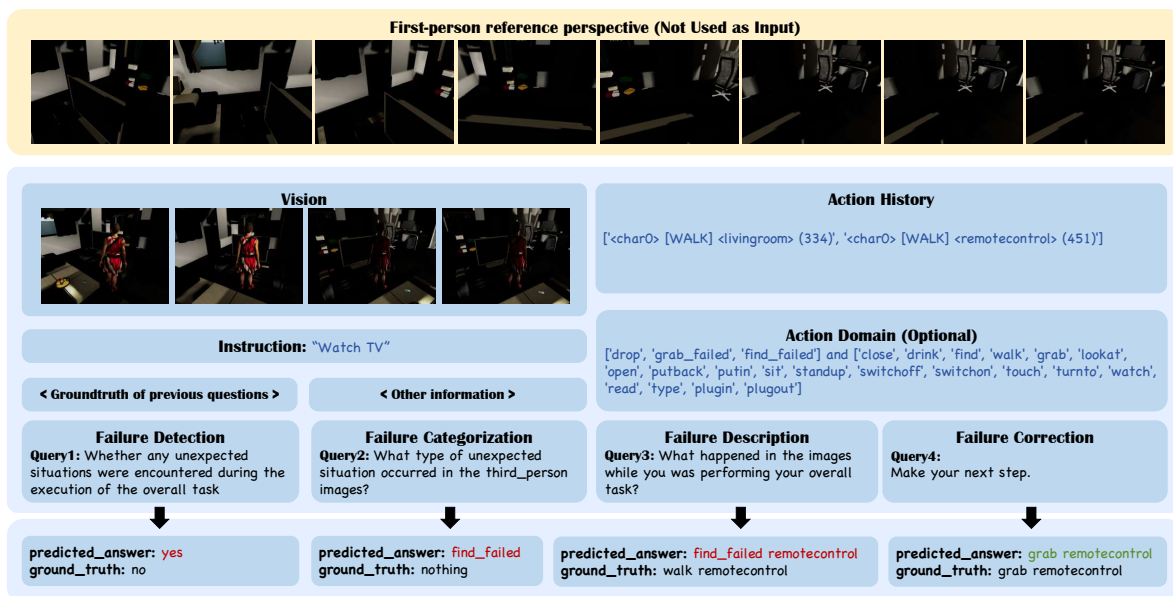 First-person reference perspective (Not Used as Input)
Vision
Action History
['<char0> [WALK] <livingroom> (334)', '<char0> [WALK] <remotecontrol> (451)']
Instruction: "Watch TV"
Action Domain (Optional)
['drop', 'grab_failed', 'find_failed'] and ['close', 'drink', 'find', 'walk', 'grab', 'lookat',
'open', 'putback', 'putin', 'sit', 'standup', 'switchoff', 'switchon', 'touch', 'turnto', 'watch',
'read', 'type', 'plugin', 'plugout']
< Groundtruth of previous questions >
< Other information >
Failure Detection
Query1: Whether any unexpected
situations were encountered during the
execution of the overall task
Failure Categorization
Query2: What type of unexpected
situation occurred in the third_person
images?
Failure Description
Query3: What happened in the images
while you was performing your overall
task?
Failure Correction
Query4:
Make your next step.
predicted_answer: yes
ground_truth: no
predicted_answer: find_failed
ground_truth: nothing
predicted_answer: find_failed remotecontrol
ground_truth: walk remotecontrol
predicted_answer: grab remotecontrol
ground_truth: grab remotecontrol